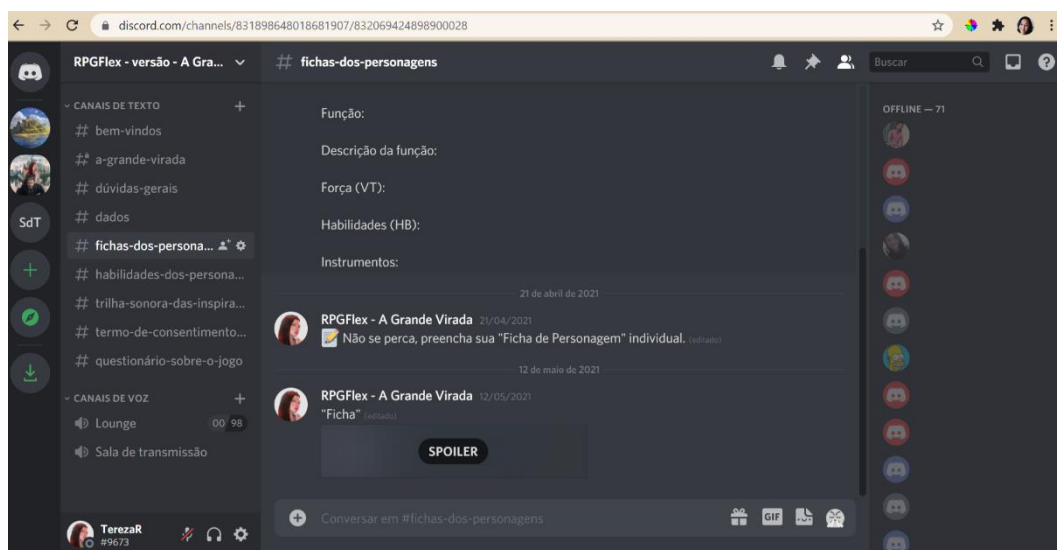 discord.com/channels/831898648018681907/832069424898900028
RPGFlex - versão - A Gra...
# fichas-dos-personagens
Buscar
CANAIS DE TEXTO
# bem-vindos
# a-grande-virada
# dúvidas-gerais
# dados
# fichas-dos-persona...
# habilidades-dos-persona...
# trilha-sonora-das-inspira...
# termo-de-consentimento...
# questionário-sobre-o-jogo
CANAIS DE VOZ
Lounge 00 98
Sala de transmissão
SdT
TerezaR
#9673
Função:
Descrição da função:
Força (VT):
Habilidades (HB):
Instrumentos:
21 de abril de 2021
RPGFlex - A Grande Virada 21/04/2021
Não se perca, preencha sua "Ficha de Personagem" individual. (editado)
12 de maio de 2021
RPGFlex - A Grande Virada 12/05/2021
"Ficha" (editado)
SPOILER
Conversar em #fichas-dos-personagens
GIF
OFFLINE — 71